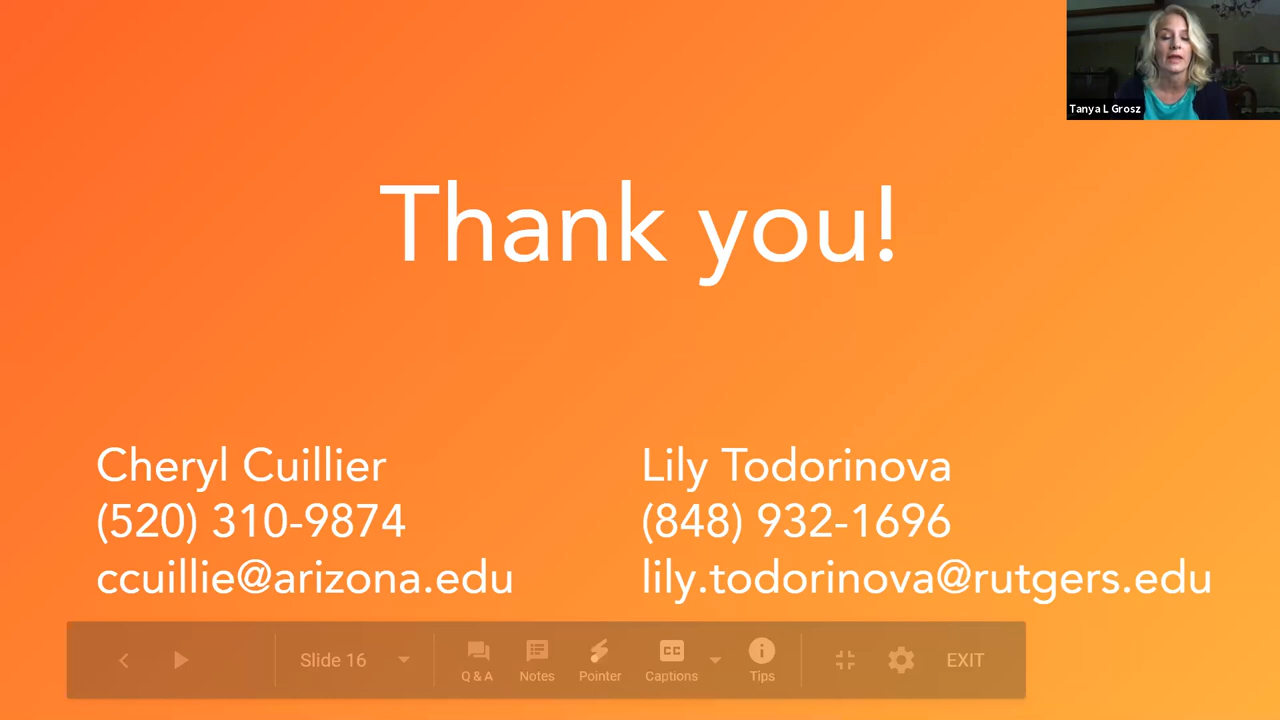 Tanya L Grosz
Thank you!
Cheryl Cuillier
(520) 310-9874
ccuillie@arizona.edu
Lily Todorinova
(848) 932-1696
lily.todorinova@rutgers.edu
Slide 16
Q & A
Notes
Pointer
CC
Captions
Tips
EXIT